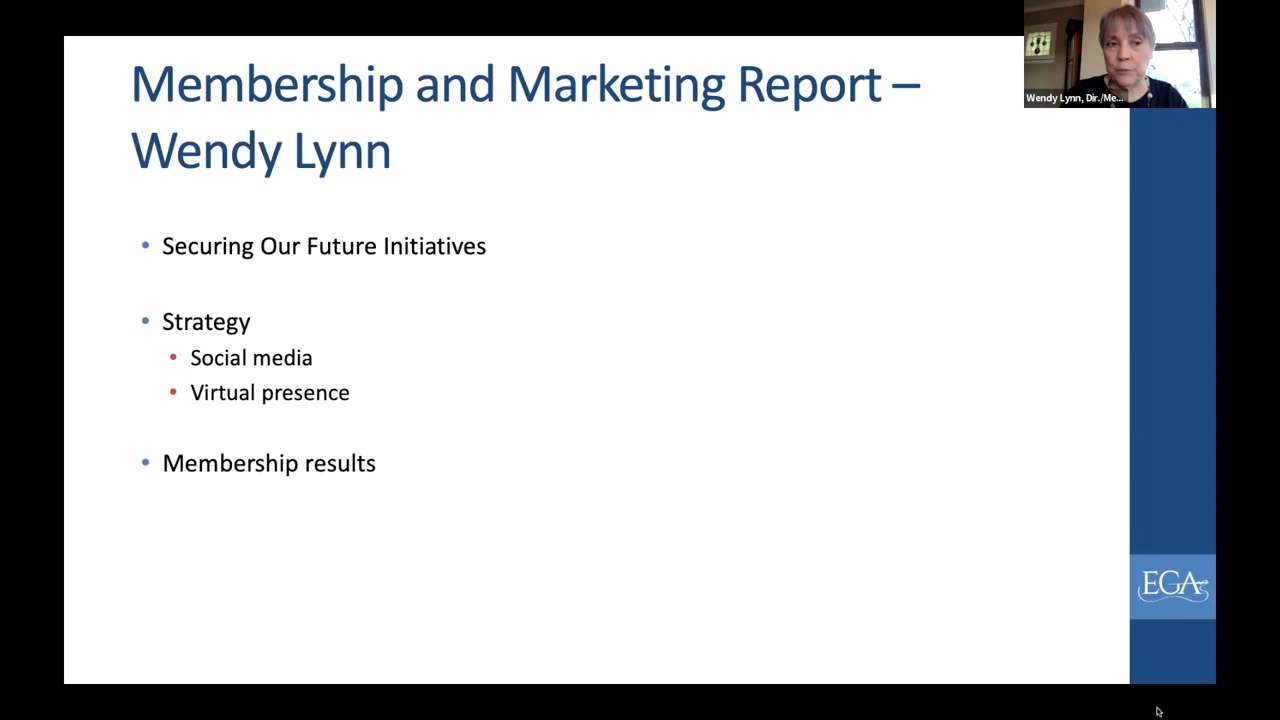 Membership and Marketing Report –
Wendy Lynn
Wendy Lynn, Dir./Me...
• Securing Our Future Initiatives
• Strategy
• Social media
• Virtual presence
• Membership results
EGA